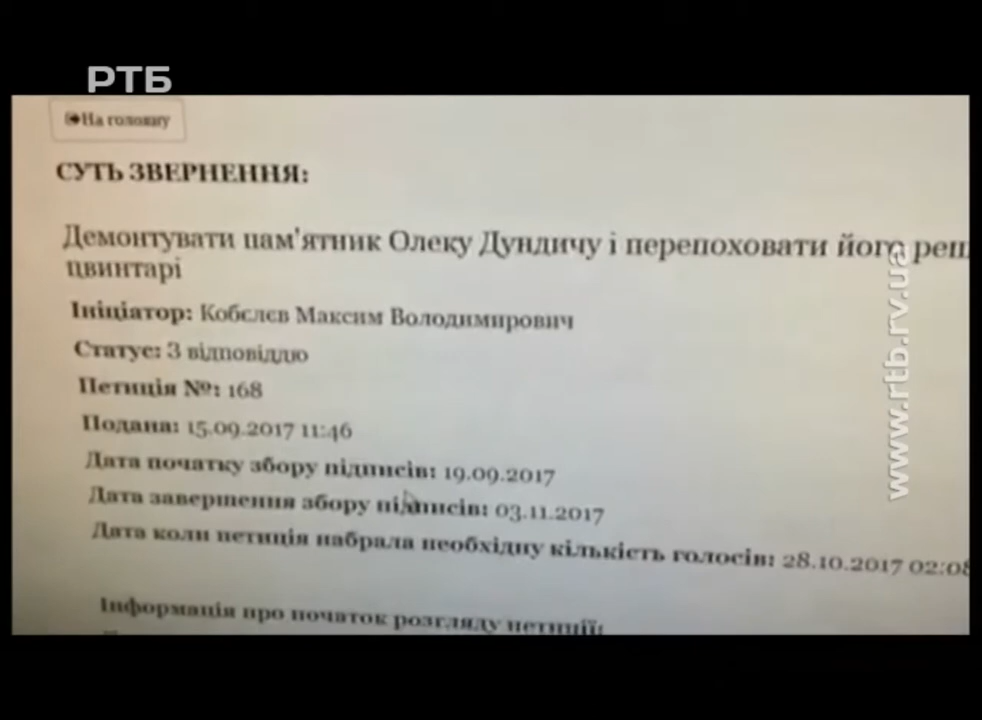 РТБ
На головну
СУТЬ ЗВЕРНЕННЯ:
Демонтувати пам'ятник Олеку Дундичу і перепоховати його реш
цвинтарі
Ініціатор: Кобєлєв Максим Володимирович
Статус: З відповіддю
Петиція №: 168
Подана: 15.09.2017 11:46
Дата початку збору підписів: 19.09.2017
Дата завершення збору підписів: 03.11.2017
Дата коли петиція набрала необхідну кількість голосів: 28.10.2017 02:08
Інформація про початок розгляду петиції:
www.rtb.rv.ua